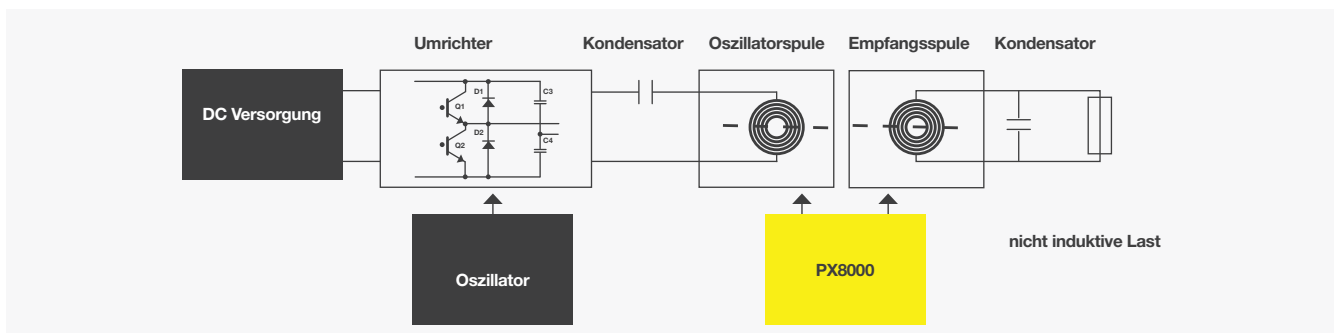 Umrichter
Kondensator
Oszillatorspule
Empfangsspule
Kondensator
DC Versorgung
D1
C3
Q1
D2
C4
Q2
Oszillator
PX8000
nicht induktive Last